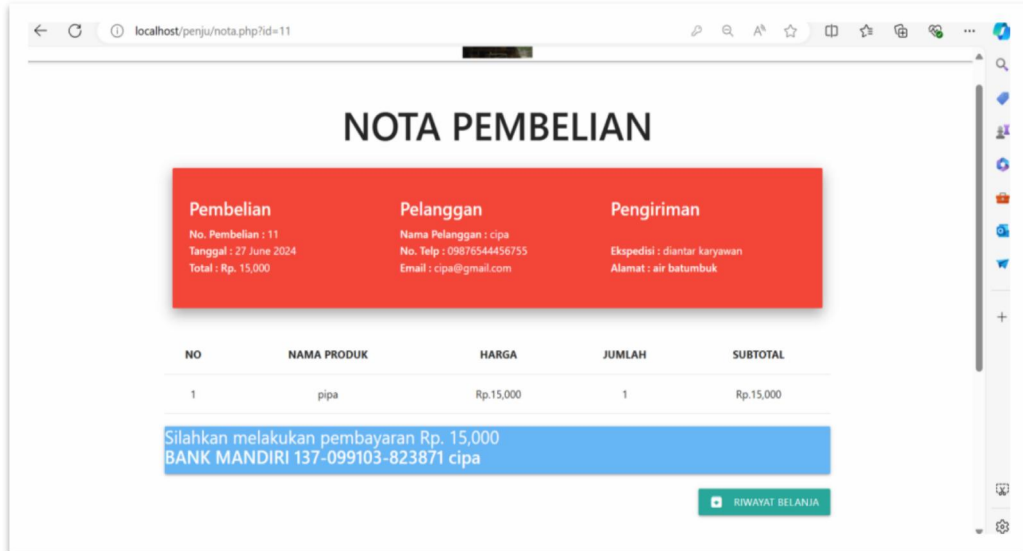 localhost/penju/nota.php?id=11
NOTA PEMBELIAN
Pembelian
No. Pembelian : 11
Tanggal : 27 June 2024
Total : Rp. 15,000
Pelanggan
Nama Pelanggan : cipa
No. Telp : 09876544456755
Email : cipa@gmail.com
Pengiriman
Ekspedisi : diantar karyawan
Alamat : air batumbuk
NO NAMA PRODUK HARGA JUMLAH SUBTOTAL
1 pipa Rp.15,000 1 Rp.15,000
Silahkan melakukan pembayaran Rp. 15,000
BANK MANDIRI 137-099103-823871 cipa
RIWAYAT BELANJA